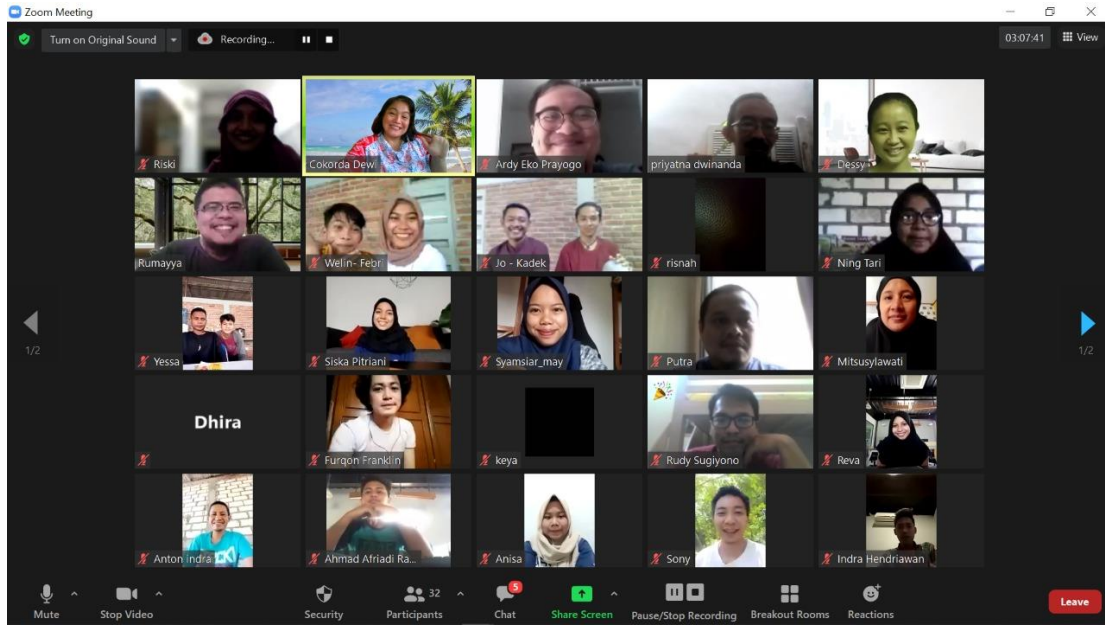 Zoom Meeting
Turn on Original Sound
Recording...
03:07:41
View
Riski
Cokorda Dewi
Ardy Eko Prayogo
priyatna dwinanda
Dessy
Rumayya
Welin- Febri
Jo - Kadek
risnah
Ning Tari
Yessa
Siska Pitriani
Syamsiar_may
Putra
Mitsusylawati
1/2
1/2
Dhira
Furqon Franklin
keya
Rudy Sugiyono
Reva
Anton indra
Ahmad Afriadi Ra...
Anisa
Sony
Indra Hendriawan
Mute
Stop Video
Security
32
Participants
5
Chat
Share Screen
Pause/Stop Recording
Breakout Rooms
Reactions
Leave